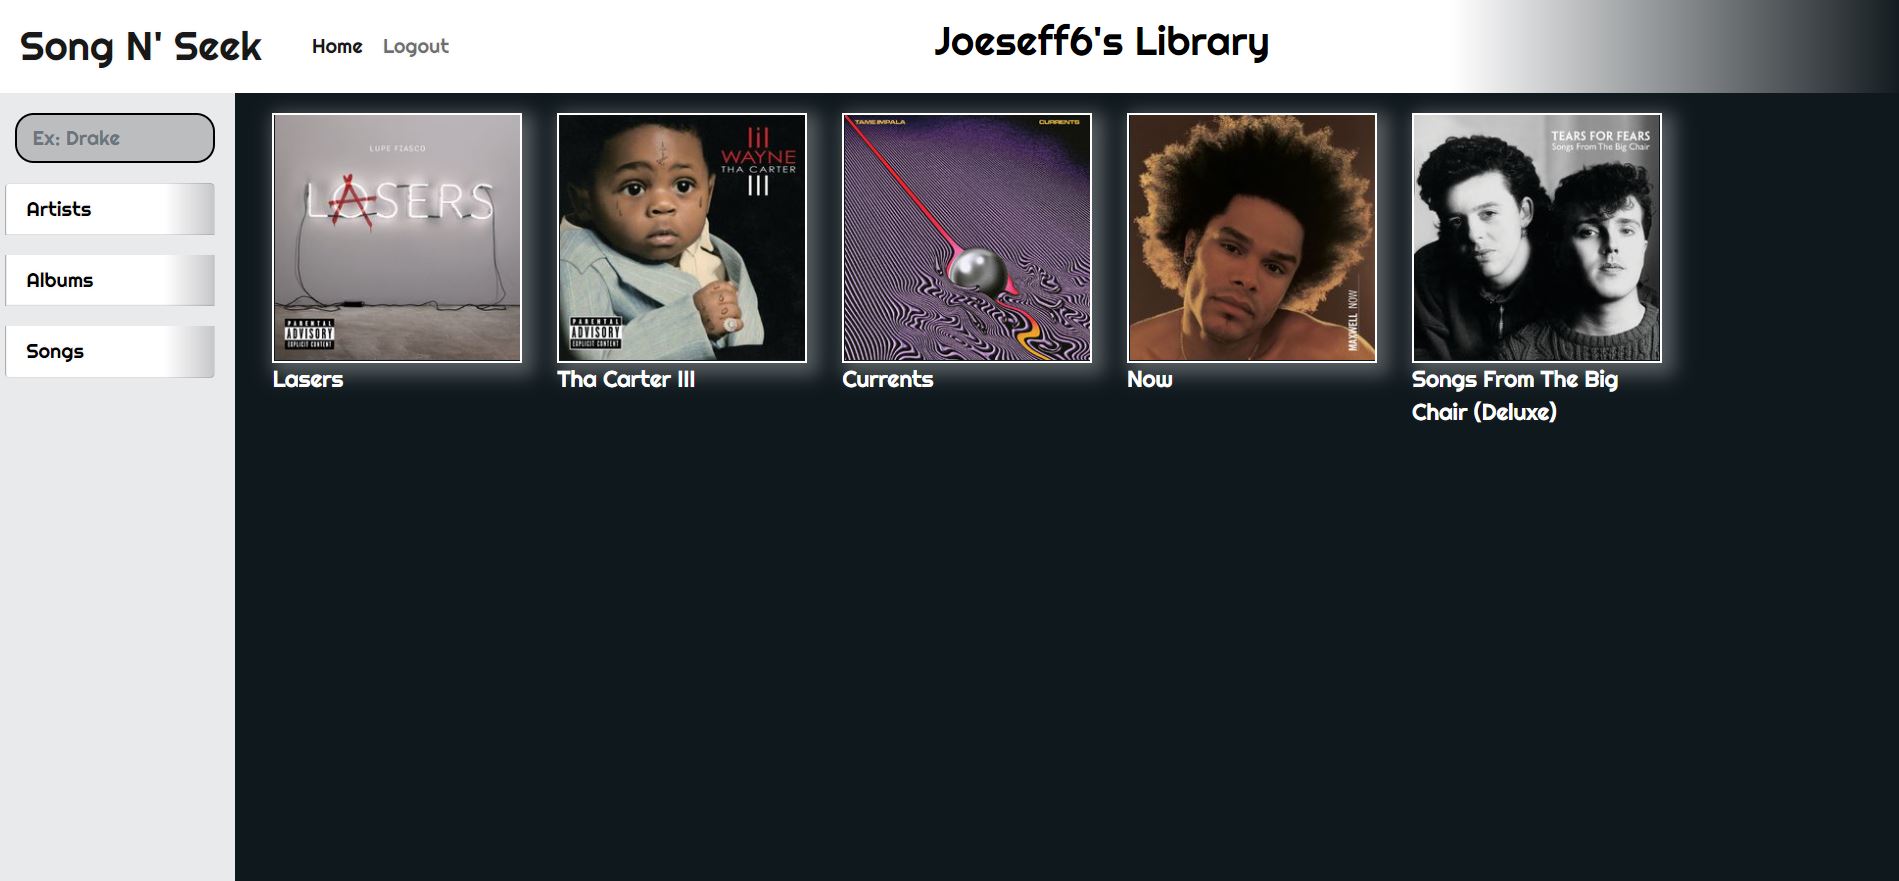 Song N' Seek
Home
Logout
Joeseff6's Library
Ex: Drake
Artists
Albums
Songs
LUPE FIASCO
LASERS
PARENTAL
ADVISORY
EXPLICIT CONTENT
Lasers
lil
WAYNE
THA CARTER
III
PARENTAL
ADVISORY
EXPLICIT CONTENT
Tha Carter III
TAME IMPALA
CURRENTS
Currents
MAXWELL NOW
Now
TEARS FOR FEARS
Songs From The Big Chair
Songs From The Big
Chair (Deluxe)